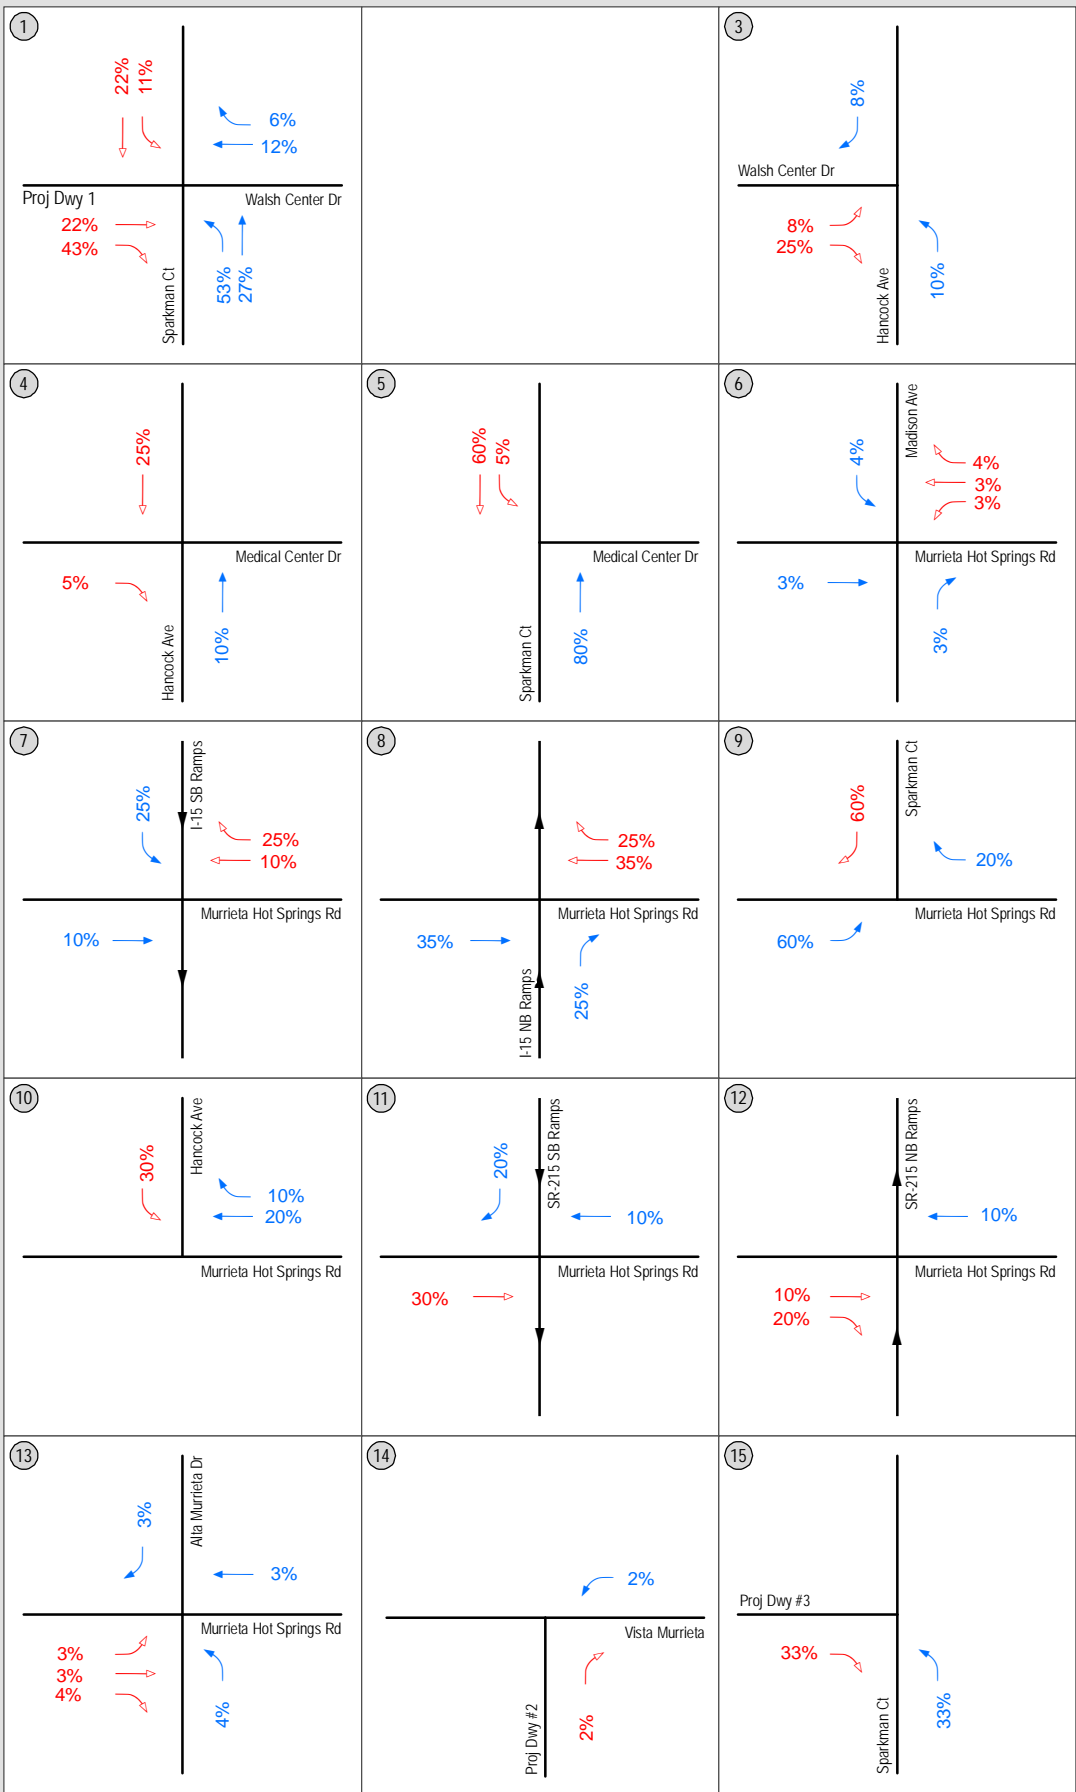 1
22%
11%
6%
12%
Proj Dwy 1
Walsh Center Dr
22%
43%
53%
27%
Sparkman Ct
3
8%
Walsh Center Dr
8%
25%
10%
Hancock Ave
4
25%
Medical Center Dr
5%
10%
Hancock Ave
5
60%
5%
Medical Center Dr
80%
Sparkman Ct
6
Madison Ave
4%
4%
3%
3%
Murrieta Hot Springs Rd
3%
3%
7
I-15 SB Ramps
25%
25%
10%
Murrieta Hot Springs Rd
10%
8
25%
35%
Murrieta Hot Springs Rd
35%
25%
I-15 NB Ramps
9
Sparkman Ct
60%
20%
Murrieta Hot Springs Rd
60%
10
Hancock Ave
30%
10%
20%
Murrieta Hot Springs Rd
11
SR-215 SB Ramps
20%
10%
Murrieta Hot Springs Rd
30%
12
SR-215 NB Ramps
10%
Murrieta Hot Springs Rd
10%
20%
13
Alta Murrieta Dr
3%
3%
Murrieta Hot Springs Rd
3%
3%
4%
4%
14
2%
Vista Murrieta
2%
Proj Dwy #2
15
Proj Dwy #3
33%
33%
Sparkman Ct